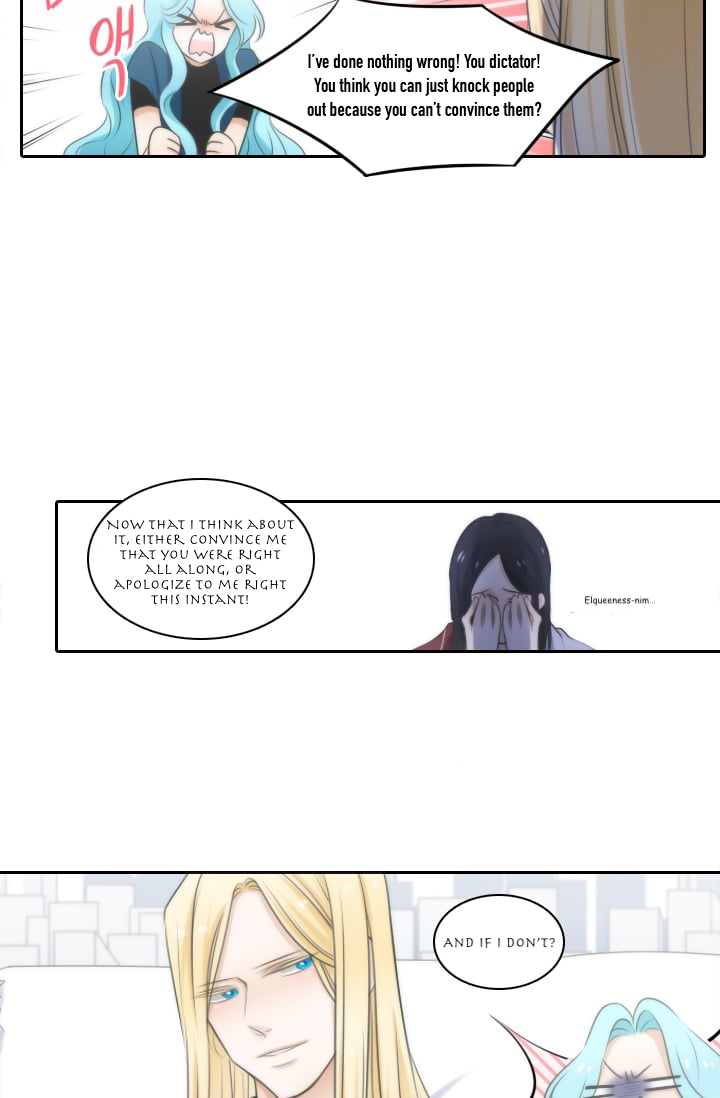 OH
I've done nothing wrong! You dictator!
You think you can just knock people
out because you can't convince them?
NOW THAT I THINK ABOUT
IT, EITHER CONVINCE ME
THAT YOU WERE RIGHT
ALL ALONG, OR
APOLOGIZE TO ME RIGHT
THIS INSTANT!
Elqueeness-nim...
AND IF I DON'T?